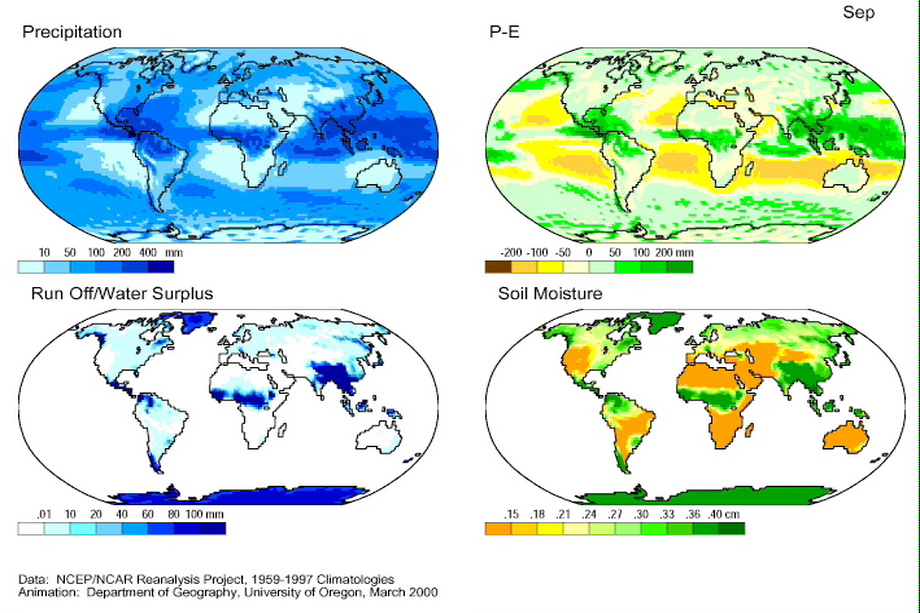 Sep
Precipitation
P-E
10 50 100 200 400 mm
-200 -100 -50 0 50 100 200 mm
Run Off/Water Surplus
Soil Moisture
.01 10 20 40 60 80 100 mm
.15 .18 .21 .24 .27 .30 .33 .36 .40 cm
Data: NCEP/NCAR Reanalysis Project, 1959-1997 Climatologies
Animation: Department of Geography, University of Oregon, March 2000